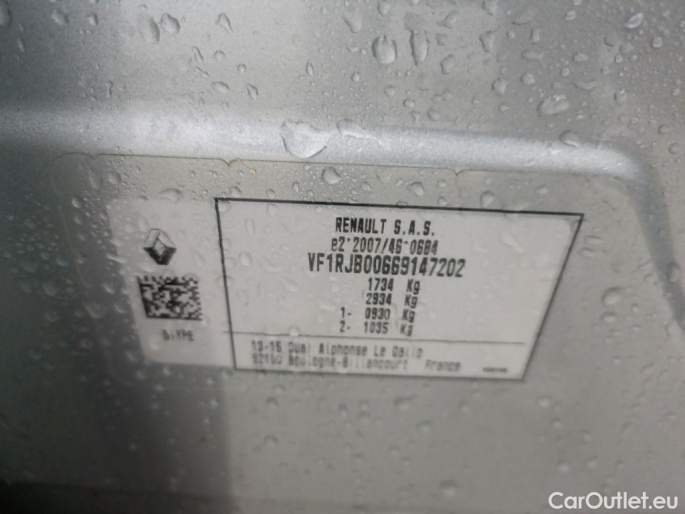 RENAULT S.A.S.
e2*2007/46*0684
VF1RJB00669147202
1734 Kg
2934 Kg
1- 0930 Kg
2- 1035 Kg
13-15 Quai Alphonse Le Gallo
92100 Boulogne-Billancourt France
CarOutlet.eu